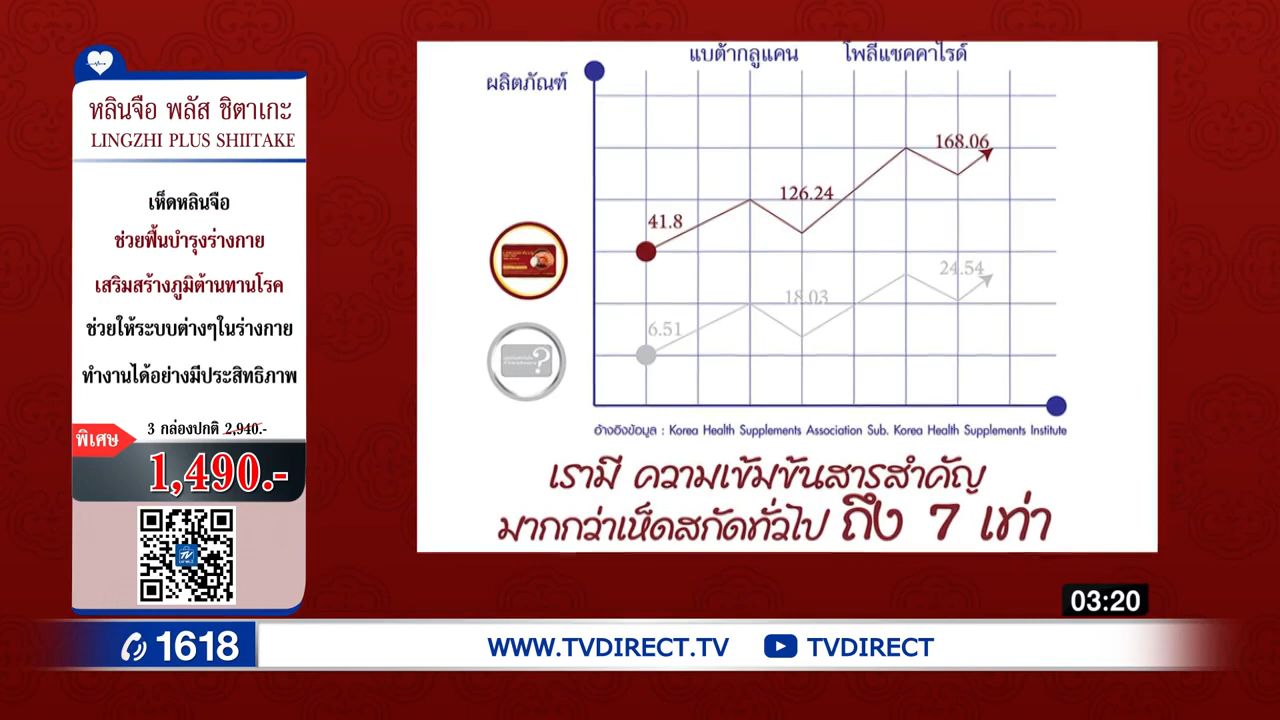 หลินจือ พลัส ชิตาเกะ
LINGZHI PLUS SHIITAKE
เห็ดหลินจือ
ช่วยฟื้นบำรุงร่างกาย
เสริมสร้างภูมิต้านทานโรค
ช่วยให้ระบบต่างๆในร่างกาย
ทำงานได้อย่างมีประสิทธิภาพ
3 กล่องปกติ 2,940.-
พิเศษ
1,490.-
แบต้ากลูแคน โพลีแซคคาไรด์
ผลิตภัณฑ์
168.06
126.24
41.8
24.54
18.03
6.51
อ้างอิงข้อมูล : Korea Health Supplements Association Sub. Korea Health Supplements Institute
เรามี ความเข้มข้นสารสำคัญ
มากกว่าเห็ดสกัดทั่วไป ถึง 7 เท่า
03:20
1618
WWW.TVDIRECT.TV
TVDIRECT